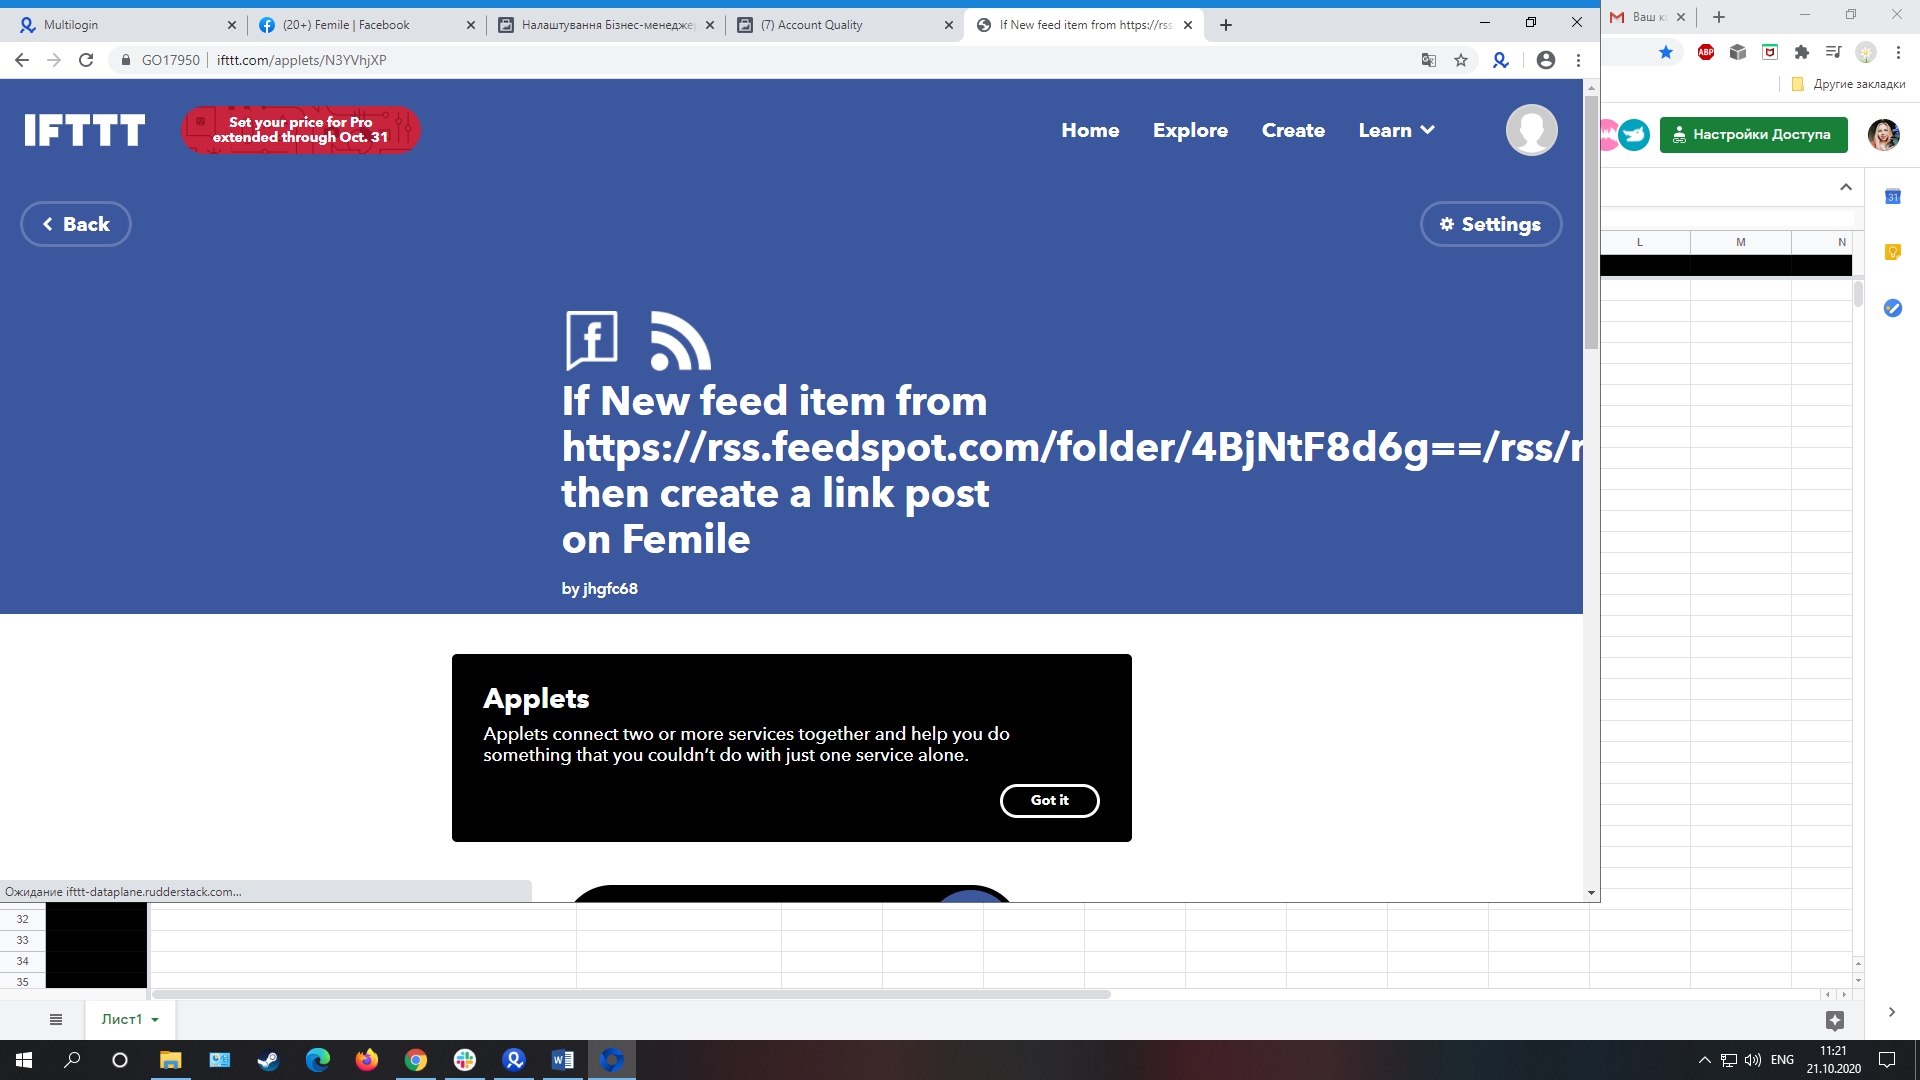 Multilogin
(20+) Femile | Facebook
Налаштування Бізнес-менеджер
(7) Account Quality
If New feed item from https://rss
Ваш к
GO17950
ifttt.com/applets/N3YVhjXP
ABP
Другие закладки
IFTTT
Set your price for Pro
extended through Oct. 31
Home
Explore
Create
Learn
Настройки Доступа
Back
Settings
31
L
M
N
If New feed item from
https://rss.feedspot.com/folder/4BjNtF8d6g==/rss/r
then create a link post
on Femile
by jhgfc68
Applets
Applets connect two or more services together and help you do
something that you couldn't do with just one service alone.
Got it
Ожидание ifttt-dataplane.rudderstack.com...
32
33
34
35
Лист1
ENG
11:21
21.10.2020